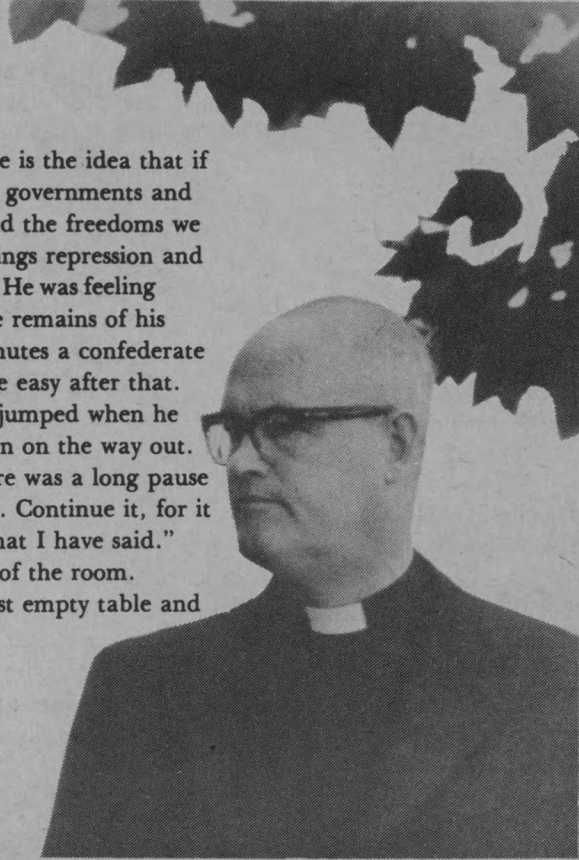 e is the idea that if
governments and
d the freedoms we
ings repression and
He was feeling
e remains of his
nutes a confederate
e easy after that.
jumped when he
n on the way out.
re was a long pause
. Continue it, for it
hat I have said."
of the room.
st empty table and